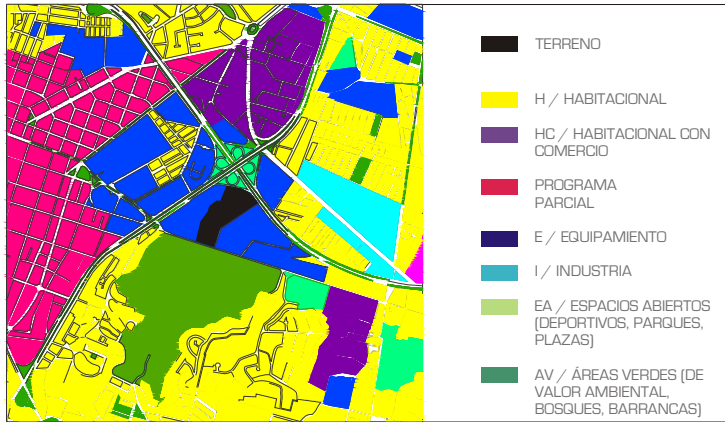 TERRENO
H / HABITACIONAL
HC / HABITACIONAL CON
COMERCIO
PROGRAMA
PARCIAL
E / EQUIPAMIENTO
I / INDUSTRIA
EA / ESPACIOS ABIERTOS
(DEPORTIVOS, PARQUES,
PLAZAS)
AV / ÁREAS VERDES (DE
VALOR AMBIENTAL,
BOSQUES, BARRANCAS)